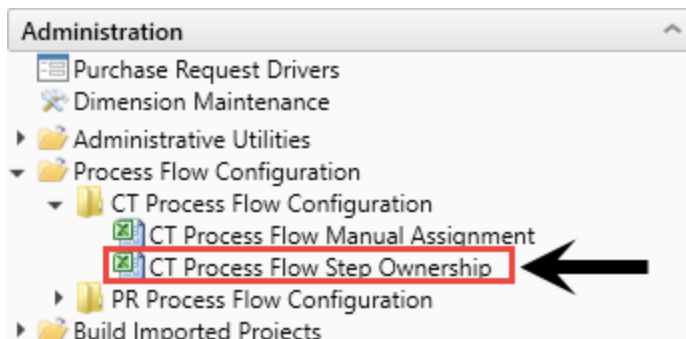 Administration
Purchase Request Drivers
Dimension Maintenance
Administrative Utilities
Process Flow Configuration
CT Process Flow Configuration
CT Process Flow Manual Assignment
CT Process Flow Step Ownership
PR Process Flow Configuration
Build Imported Projects